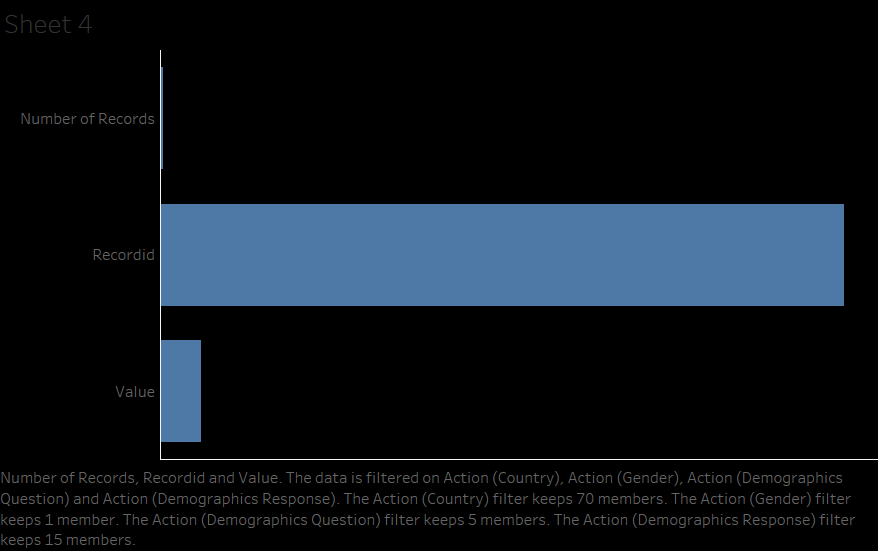 Sheet 4
Number of Records
Recordid
Value
Number of Records, Recordid and Value. The data is filtered on Action (Country), Action (Gender), Action (Demographics
Question) and Action (Demographics Response). The Action (Country) filter keeps 70 members. The Action (Gender) filter
keeps 1 member. The Action (Demographics Question) filter keeps 5 members. The Action (Demographics Response) filter
keeps 15 members.